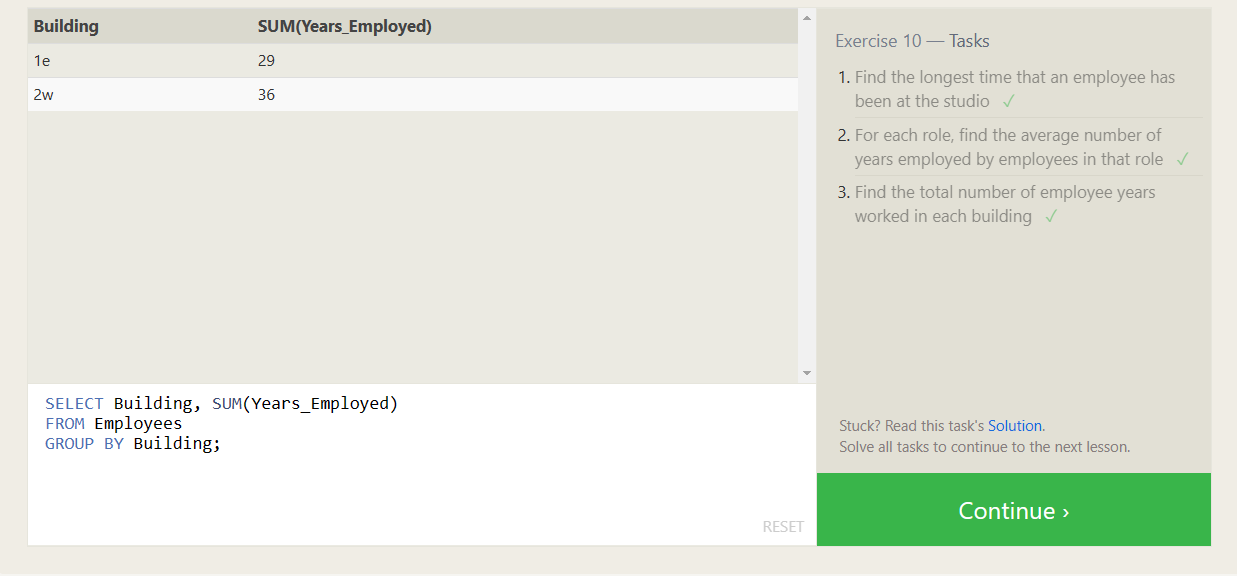 Building SUM(Years_Employed)
1e 29
2w 36
SELECT Building, SUM(Years_Employed)
FROM Employees
GROUP BY Building;
RESET
Exercise 10 — Tasks
1. Find the longest time that an employee has
been at the studio ✓
2. For each role, find the average number of
years employed by employees in that role ✓
3. Find the total number of employee years
worked in each building ✓
Stuck? Read this task's Solution.
Solve all tasks to continue to the next lesson.
Continue ›